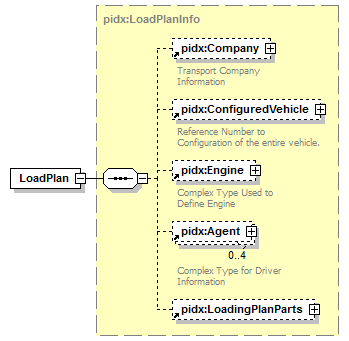 pidx:LoadPlanInfo
pidx:Company
Transport Company
Information
pidx:ConfiguredVehicle
Reference Number to
Configuration of the entire vehicle.
LoadPlan
pidx:Engine
Complex Type Used to
Define Engine
pidx:Agent
0..4
Complex Type for Driver
Information
pidx:LoadingPlanParts